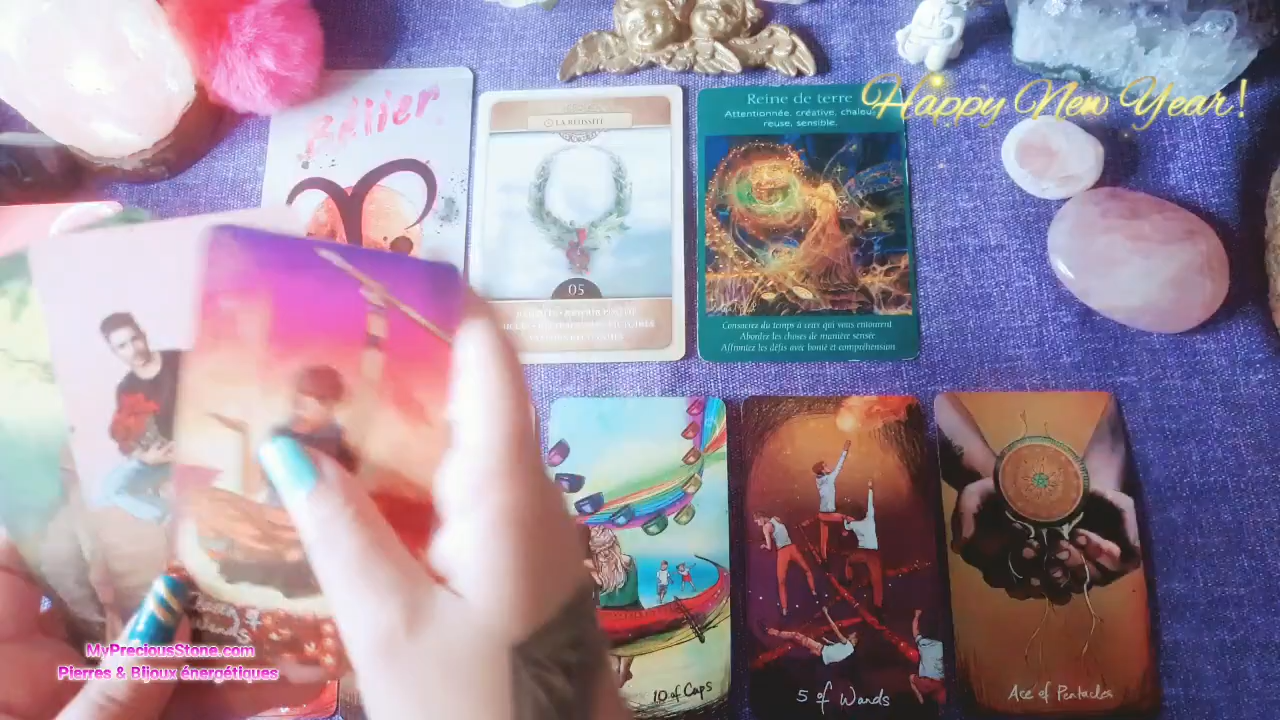 Bélier
LA RÉUSSITE
05
Reine de terre
Attentionnée, créative, chaleu-
reuse, sensible.
Consacrez du temps à ceux qui vous entourent
Abordez les choses de manière sensée
Affrontez les défis avec bonté et compréhension
Happy New Year!
10 of Cups
5 of Wands
Ace of Pentacles
MyPreciousStone.com
Pierres & Bijoux énergétiques